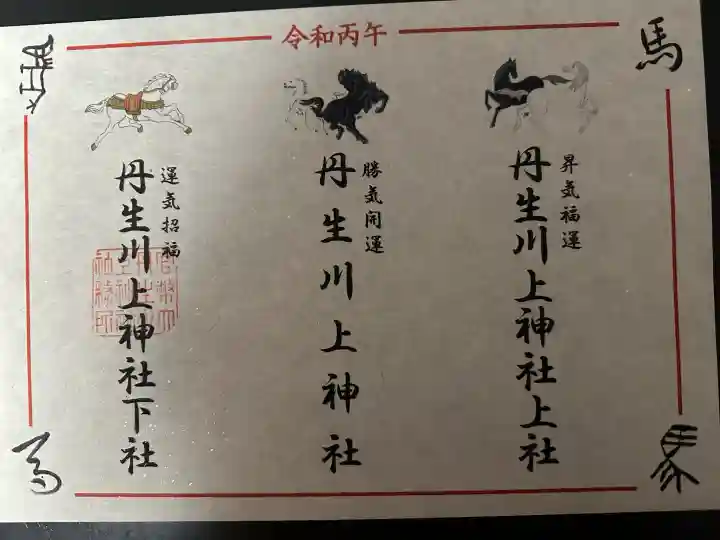 令和丙午
馬
昇気福運
丹生川上神社上社
勝気開運
丹生川上神社
運気招福
丹生川上神社下社